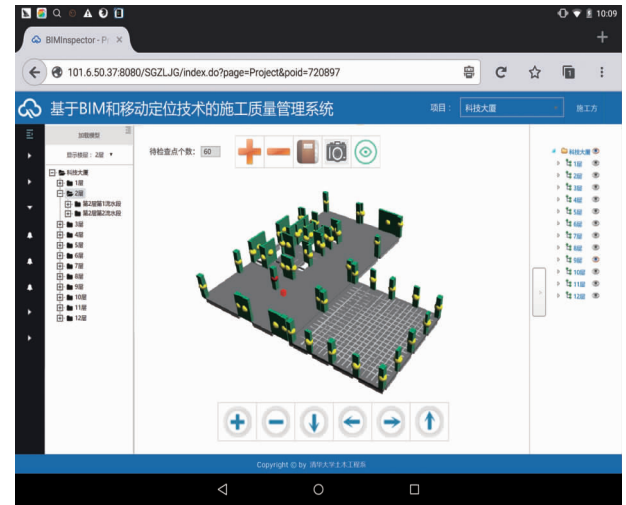 10:09
BIMInspector - P
101.6.50.37:8080/SGZLJG/index.do?page=Project&poid=720897
1
基于BIM和移动定位技术的施工质量管理系统
项目：
科技大厦
施工方
加载模型
显示楼层： 2层
科技大厦
1层
2层
第2层第1流水段
第2层第2流水段
3层
4层
5层
6层
7层
8层
9层
10层
11层
12层
待检查点个数： 60
科技大厦
1层
2层
3层
4层
5层
6层
7层
8层
9层
10层
11层
12层
Copyright © by 清华大学土木工程系